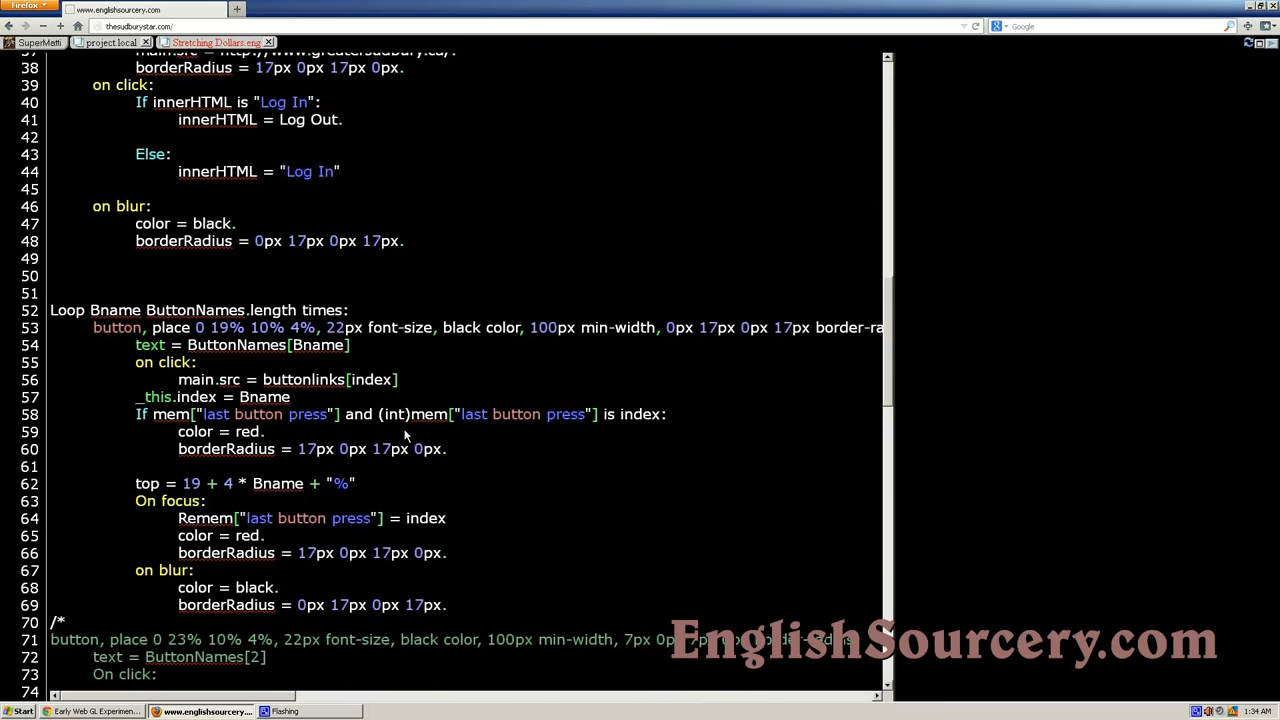 Firefox
www.englishsourcery.com
thesudburystar.com/
Google
SuperMatti
project.local
Stretching Dollars.eng
37 main.src = http://www.greatersudbury.ca/.
38 borderRadius = 17px 0px 17px 0px.
39 on click:
40 If innerHTML is "Log In":
41 innerHTML = Log Out.
42
43 Else:
44 innerHTML = "Log In"
45
46 on blur:
47 color = black.
48 borderRadius = 0px 17px 0px 17px.
49
50
51
52 Loop Bname ButtonNames.length times:
53 button, place 0 19% 10% 4%, 22px font-size, black color, 100px min-width, 0px 17px 0px 17px border-ra
54 text = ButtonNames[Bname]
55 on click:
56 main.src = buttonlinks[index]
57 _this.index = Bname
58 If mem["last button press"] and (int)mem["last button press"] is index:
59 color = red.
60 borderRadius = 17px 0px 17px 0px.
61
62 top = 19 + 4 * Bname + "%"
63 On focus:
64 Remem["last button press"] = index
65 color = red.
66 borderRadius = 17px 0px 17px 0px.
67 on blur:
68 color = black.
69 borderRadius = 0px 17px 0px 17px.
70 /*
71 button, place 0 23% 10% 4%, 22px font-size, black color, 100px min-width,
72 text = ButtonNames[2]
73 On click:
74
EnglishSourcery.com
Start
Early Web GL Experimen...
www.englishsourcery....
Flashing
1:34 AM